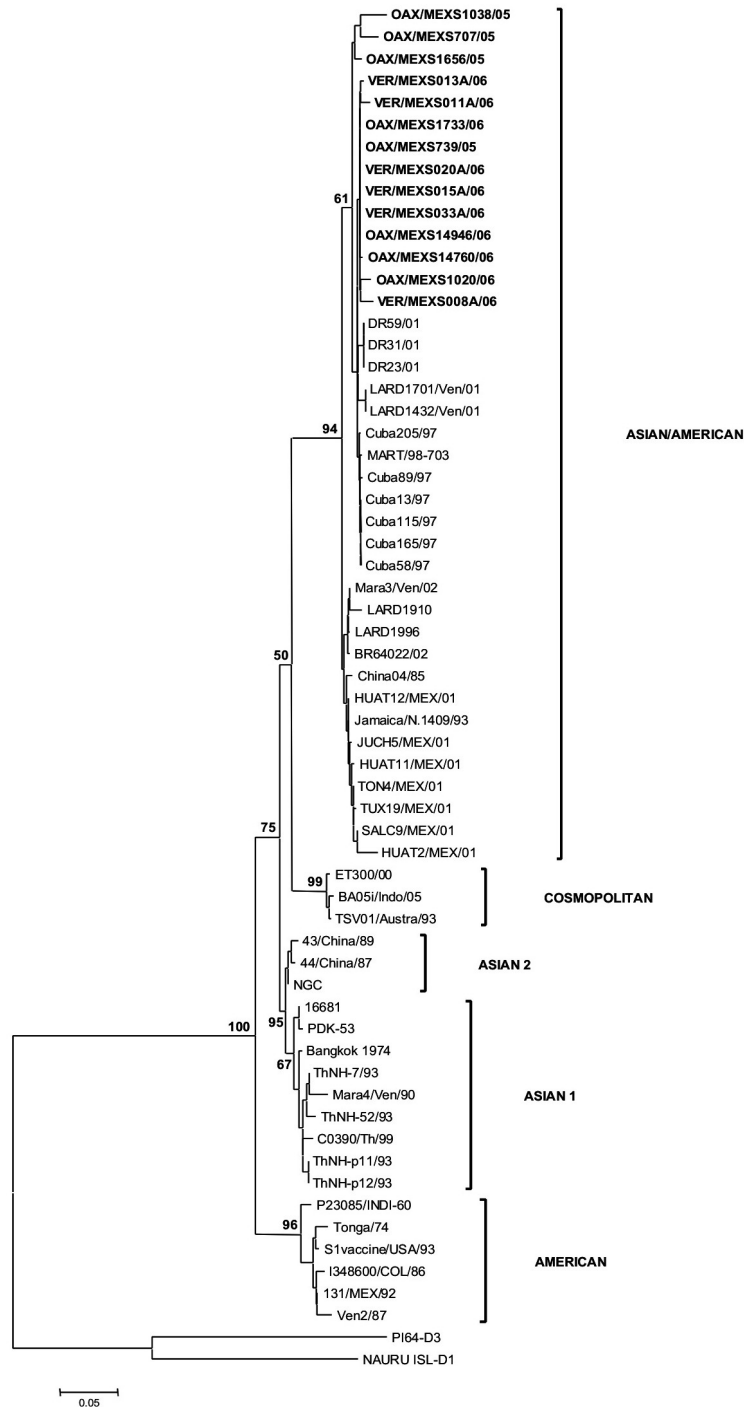 OAX/MEXS1038/05
OAX/MEXS707/05
OAX/MEXS1656/05
VER/MEXS013A/06
VER/MEXS011A/06
OAX/MEXS1733/06
OAX/MEXS739/05
VER/MEXS020A/06
VER/MEXS015A/06
61
VER/MEXS033A/06
OAX/MEXS14946/06
OAX/MEXS14760/06
OAX/MEXS1020/06
VER/MEXS008A/06
DR59/01
DR31/01
DR23/01
LARD1701/Ven/01
LARD1432/Ven/01
94
Cuba205/97
ASIAN/AMERICAN
MART/98-703
Cuba89/97
Cuba13/97
Cuba115/97
Cuba165/97
Cuba58/97
Mara3/Ven/02
LARD1910
LARD1996
50
BR64022/02
China04/85
HUAT12/MEX/01
Jamaica/N.1409/93
JUCH5/MEX/01
HUAT11/MEX/01
TON4/MEX/01
TUX19/MEX/01
75
SALC9/MEX/01
HUAT2/MEX/01
ET300/00
99
BA05i/Indo/05
COSMOPOLITAN
TSV01/Austra/93
43/China/89
44/China/87
ASIAN 2
NGC
16681
95
100
PDK-53
Bangkok 1974
67
ThNH-7/93
Mara4/Ven/90
ASIAN 1
ThNH-52/93
C0390/Th/99
ThNH-p11/93
ThNH-p12/93
P23085/INDI-60
96
Tonga/74
S1vaccine/USA/93
AMERICAN
I348600/COL/86
131/MEX/92
Ven2/87
PI64-D3
NAURU ISL-D1
0.05